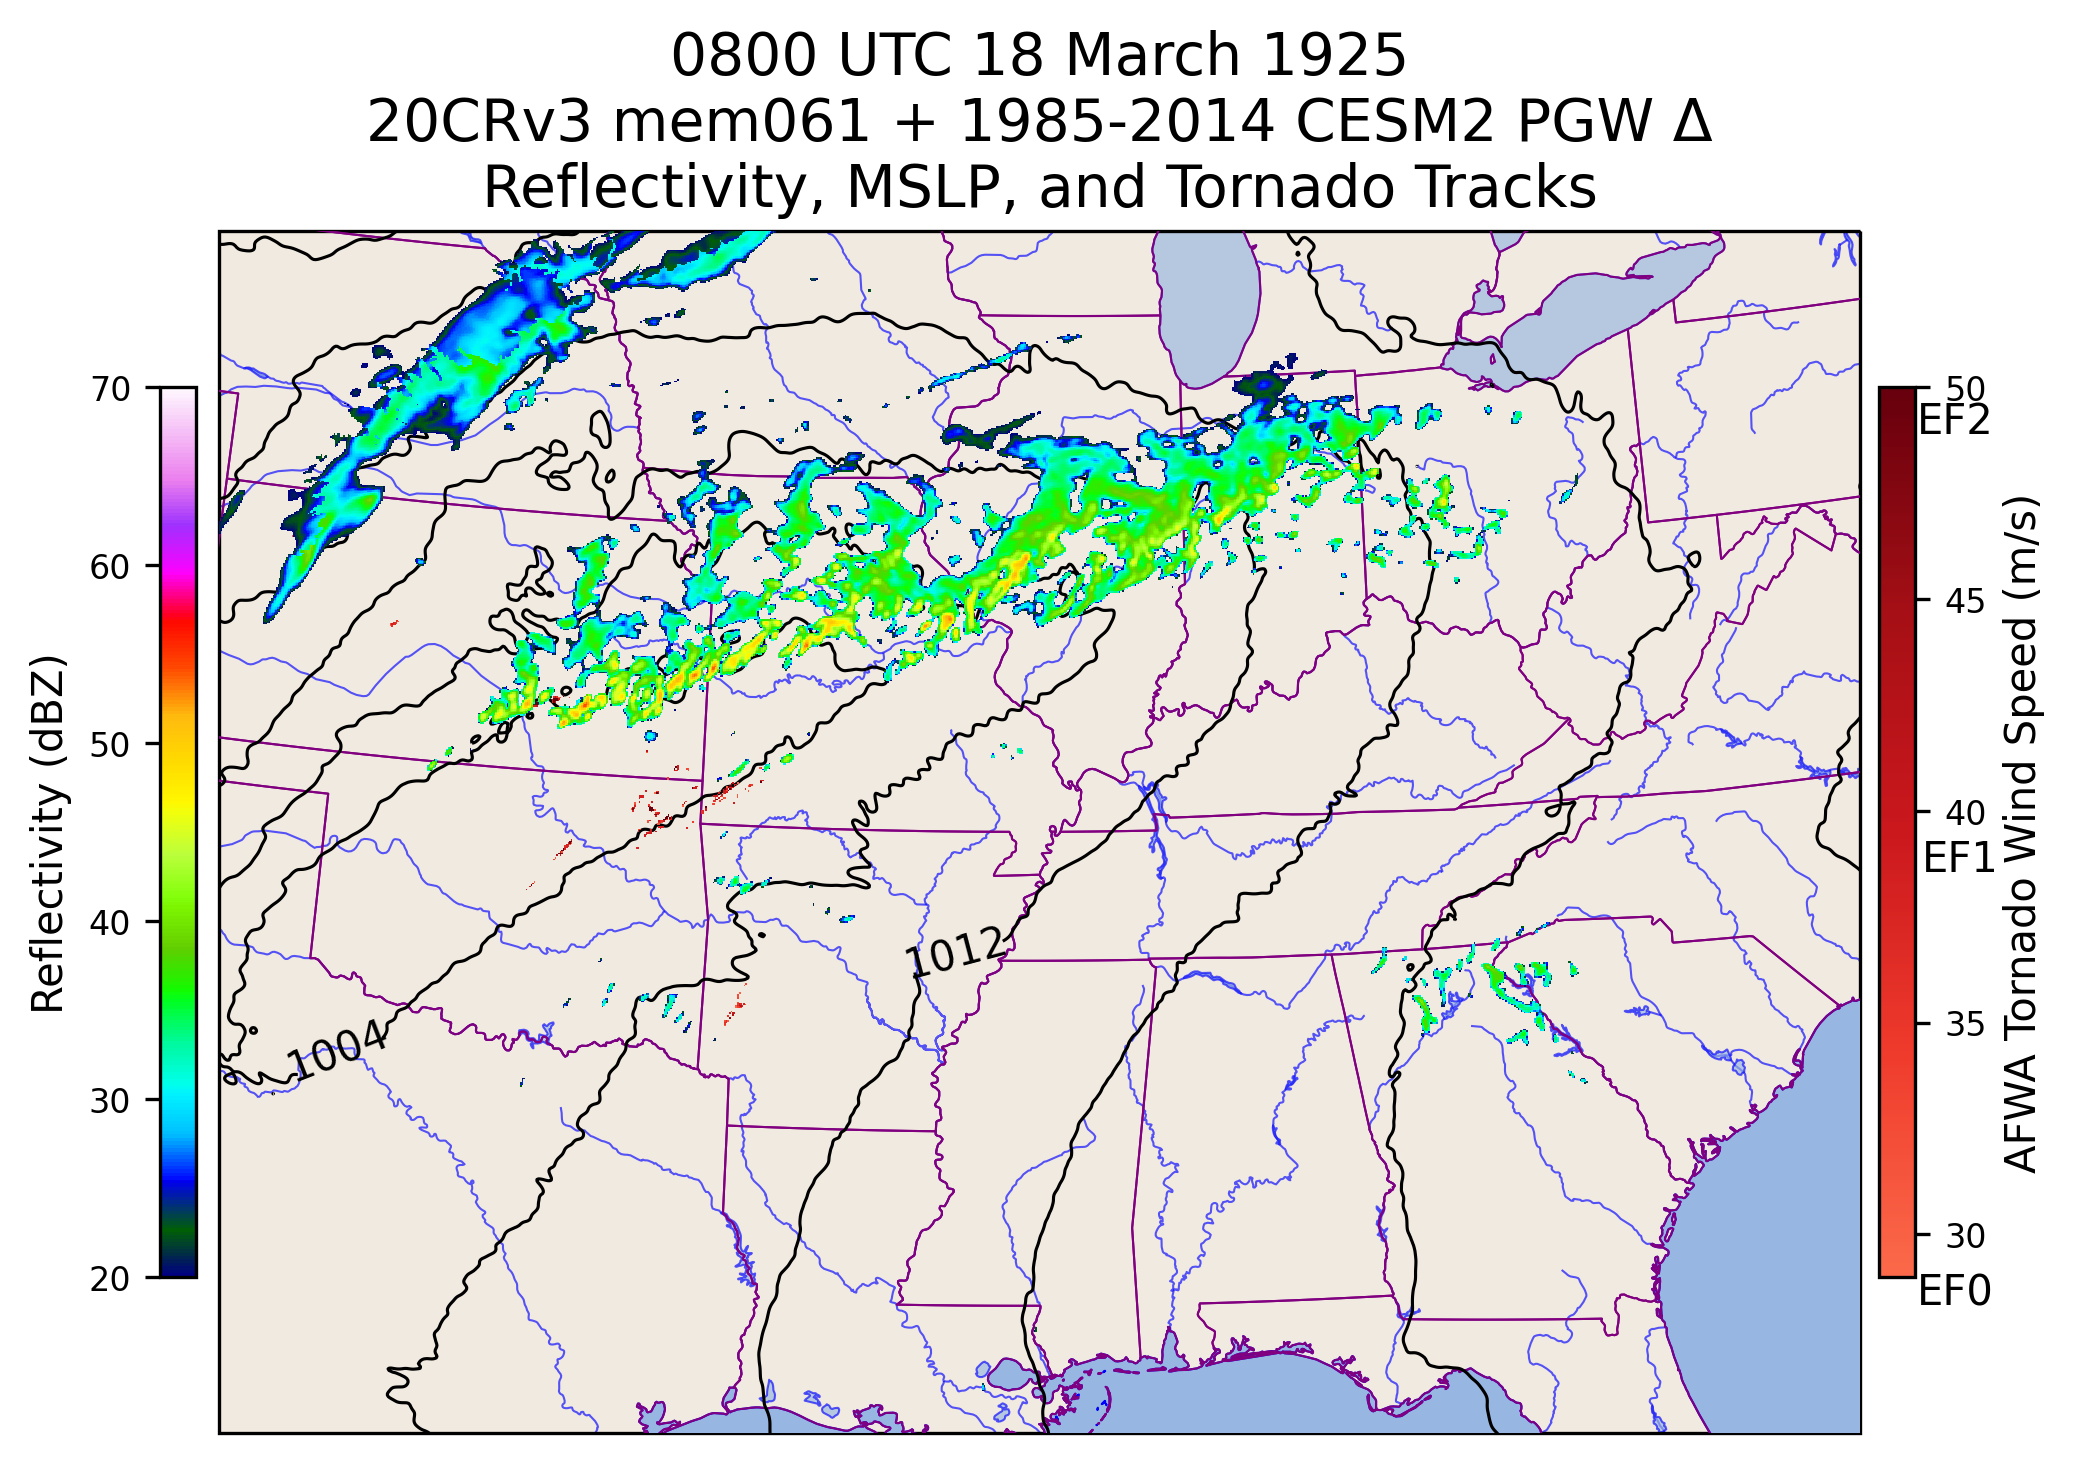 0800 UTC 18 March 1925
20CRv3 mem061 + 1985-2014 CESM2 PGW Δ
Reflectivity, MSLP, and Tornado Tracks
70
60
50
40
30
20
Reflectivity (dBZ)
1004
1012
50
EF2
45
40
EF1
35
30
EF0
AFWA Tornado Wind Speed (m/s)